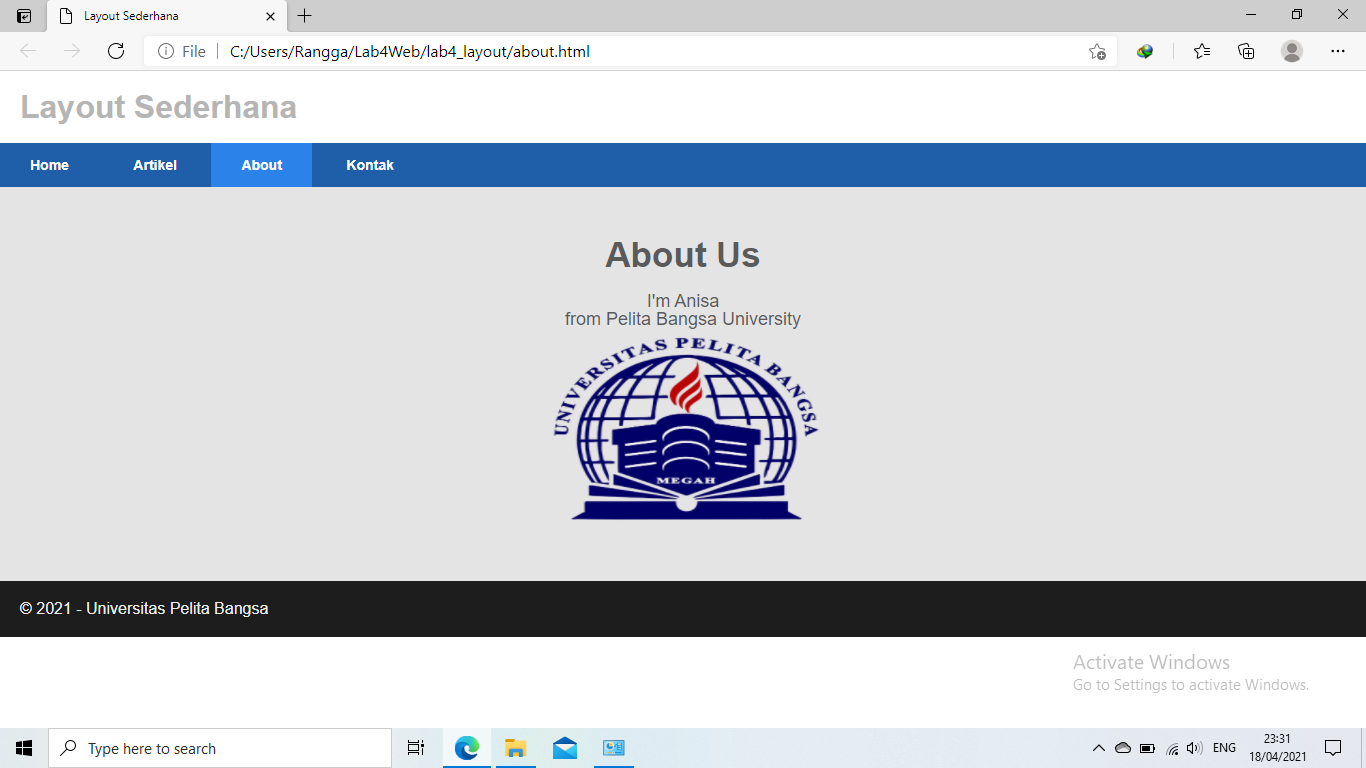 Layout Sederhana
File
C:/Users/Rangga/Lab4Web/lab4_layout/about.html
Layout Sederhana
Home Artikel About Kontak
About Us
I'm Anisa
from Pelita Bangsa University
UNIVERSITAS PELITA BANGSA
MEGAH
© 2021 - Universitas Pelita Bangsa
Activate Windows
Go to Settings to activate Windows.
Type here to search
ENG
23:31
18/04/2021